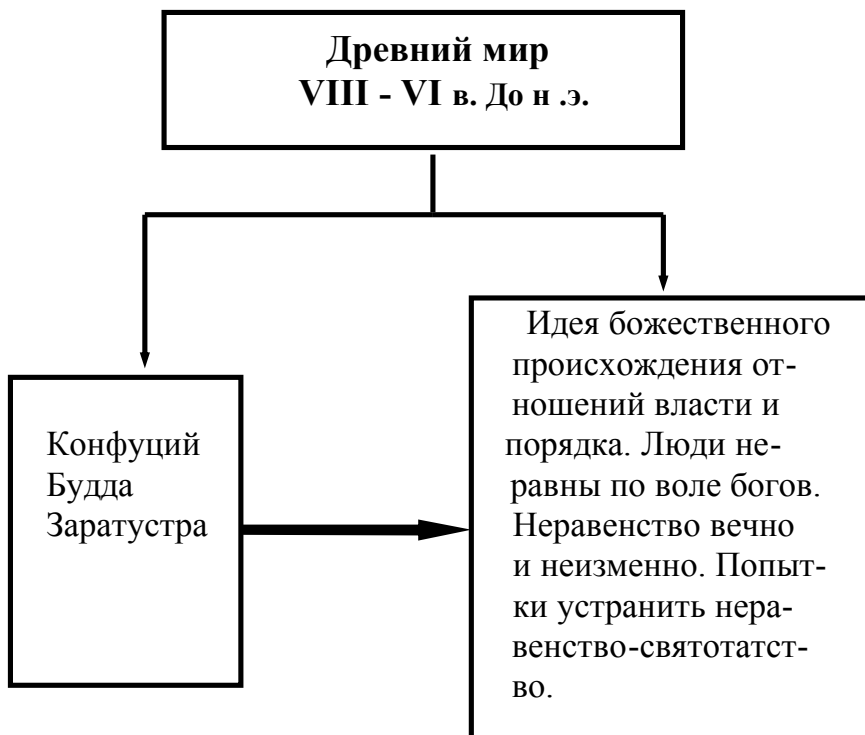 Древний мир
VIII - VI в. До н .э.
Конфуций
Будда
Заратустра
Идея божественного
происхождения от-
ношений власти и
порядка. Люди не-
равны по воле богов.
Неравенство вечно
и неизменно. Попыт-
ки устранить нера-
венство-святотатст-
во.